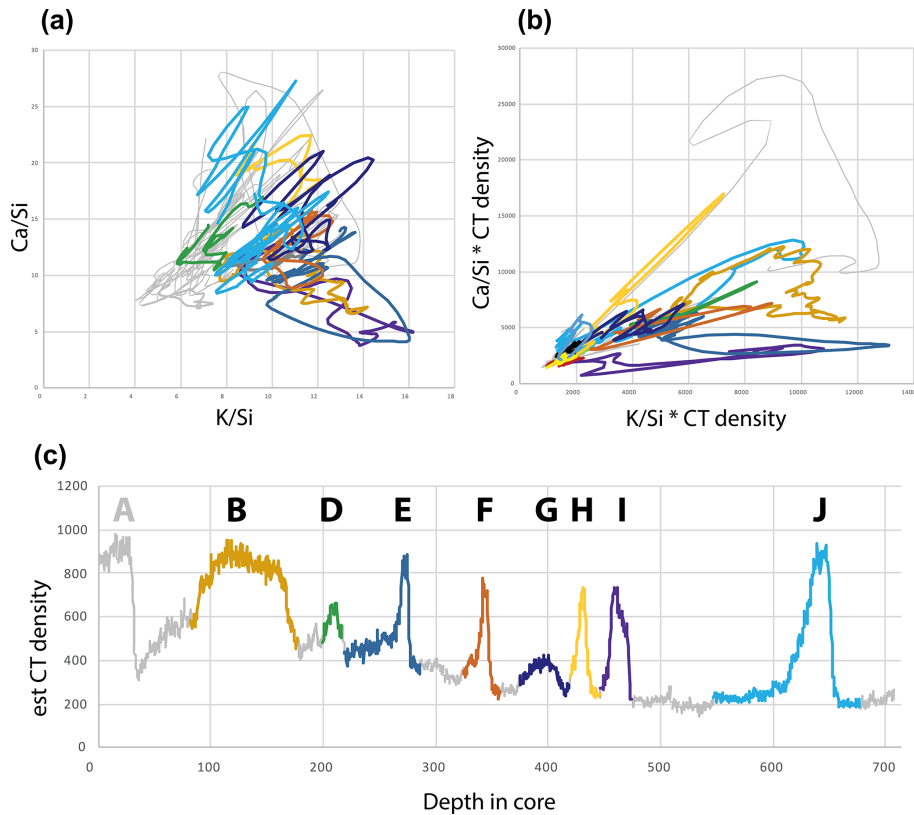 (a)
(b)
30
25
20
15
10
5
0
0 2 4 6 8 10 12 14 16 18
Ca/Si
K/Si
30000
25000
20000
15000
10000
5000
0
2000 4000 6000 8000 10000 12000 14000
Ca/Si * CT density
K/Si * CT density
(c)
A B D E F G H I J
1200
1000
800
600
400
200
0
0 100 200 300 400 500 600 700
est CT density
Depth in core